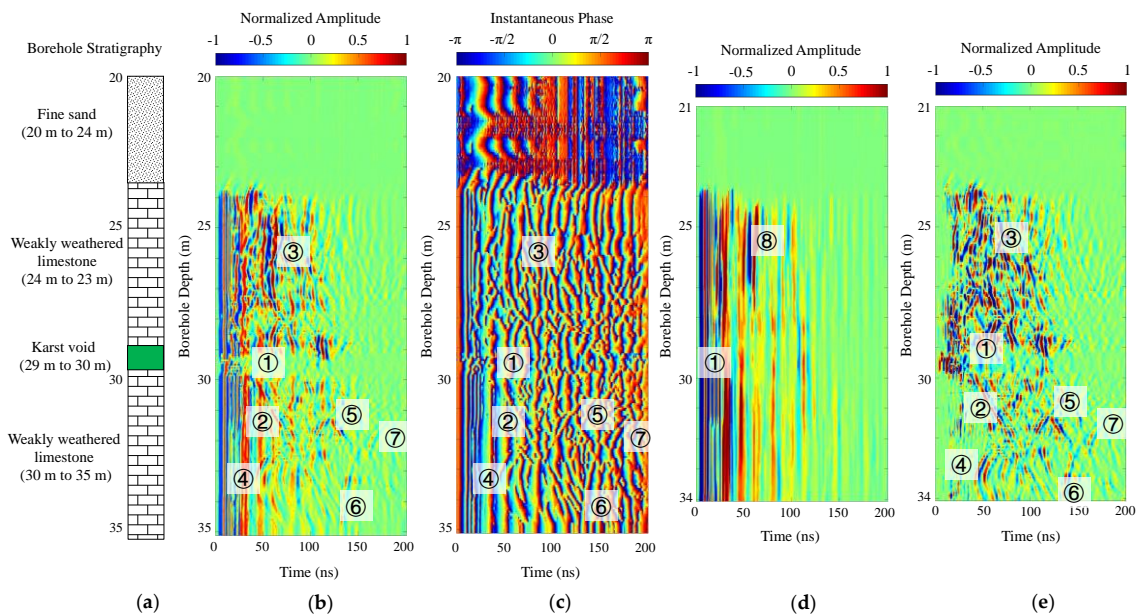 Borehole Stratigraphy
Fine sand
(20 m to 24 m)
Weakly weathered
limestone
(24 m to 23 m)
Karst void
(29 m to 30 m)
Weakly weathered
limestone
(30 m to 35 m)
(a)
Normalized Amplitude
-1 -0.5 0 0.5 1
Borehole Depth (m)
20
25
30
35
③
①
②
⑤
⑦
④
⑥
0 50 100 150 200
Time (ns)
(b)
Instantaneous Phase
-π -π/2 0 π/2 π
Borehole Depth (m)
20
25
30
35
③
①
②
⑤
⑦
④
⑥
0 50 100 150 200
Time (ns)
(c)
Normalized Amplitude
-1 -0.5 0 0.5 1
Borehole Depth (m)
21
25
30
34
⑧
①
0 50 100 150 200
Time (ns)
(d)
Normalized Amplitude
-1 -0.5 0 0.5 1
Borehole Depth (m)
21
25
30
34
③
①
②
⑤
⑦
④
⑥
0 50 100 150 200
Time (ns)
(e)